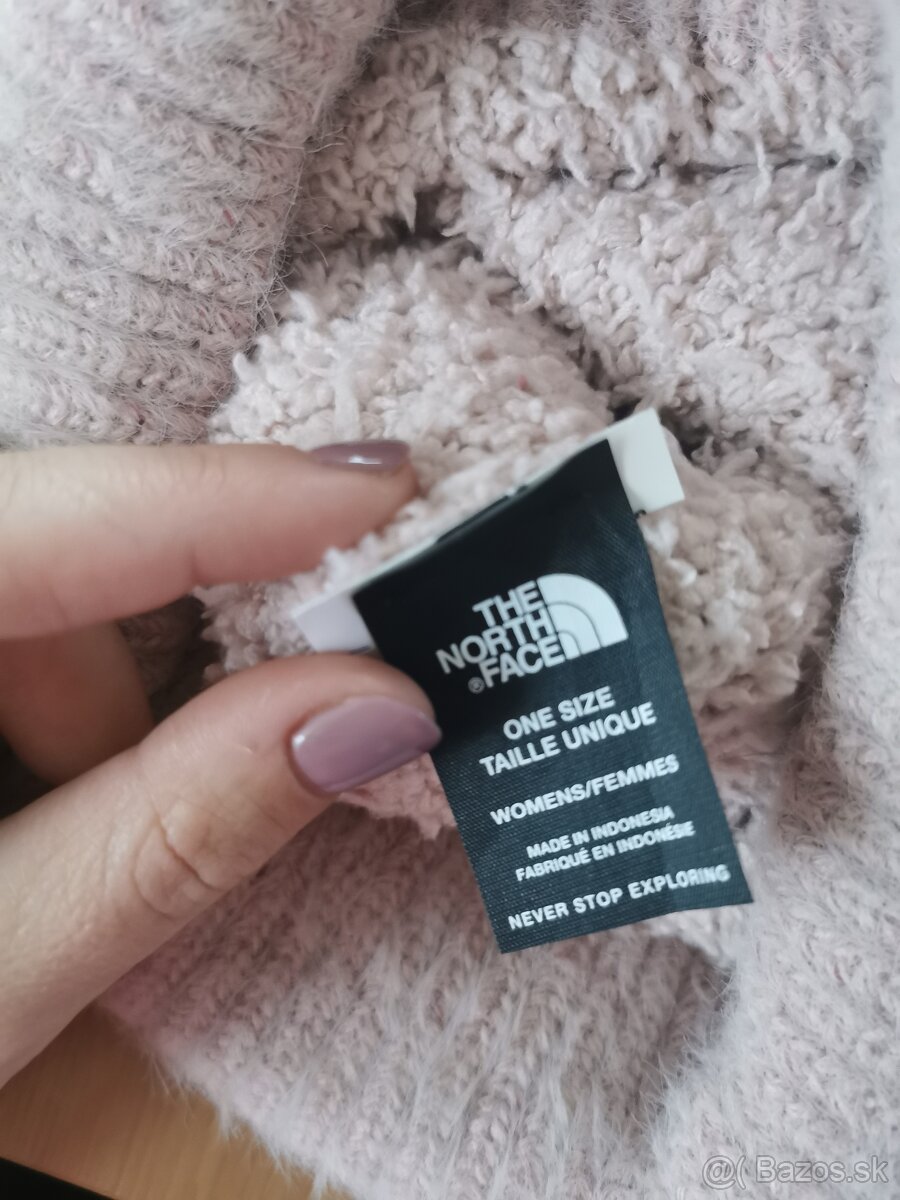 THE
NORTH
®FACE
ONE SIZE
TAILLE UNIQUE
WOMENS/FEMMES
MADE IN INDONESIA
FABRIQUÉ EN INDONÉSIE
NEVER STOP EXPLORING
@( Bazos.sk